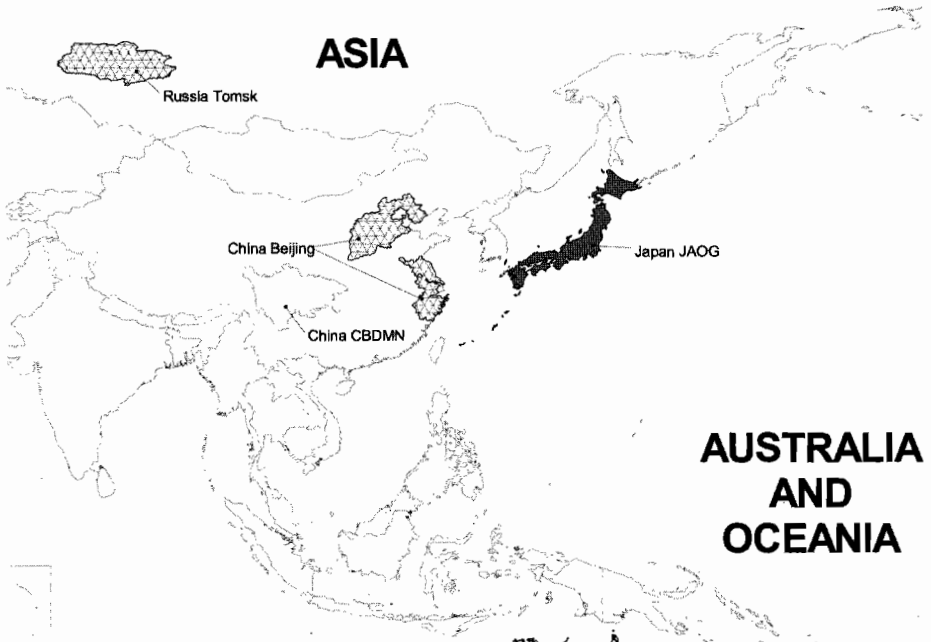 ASIA
Russia Tomsk
China Beijing
Japan JAOG
China CBDMN
AUSTRALIA
AND
OCEANIA